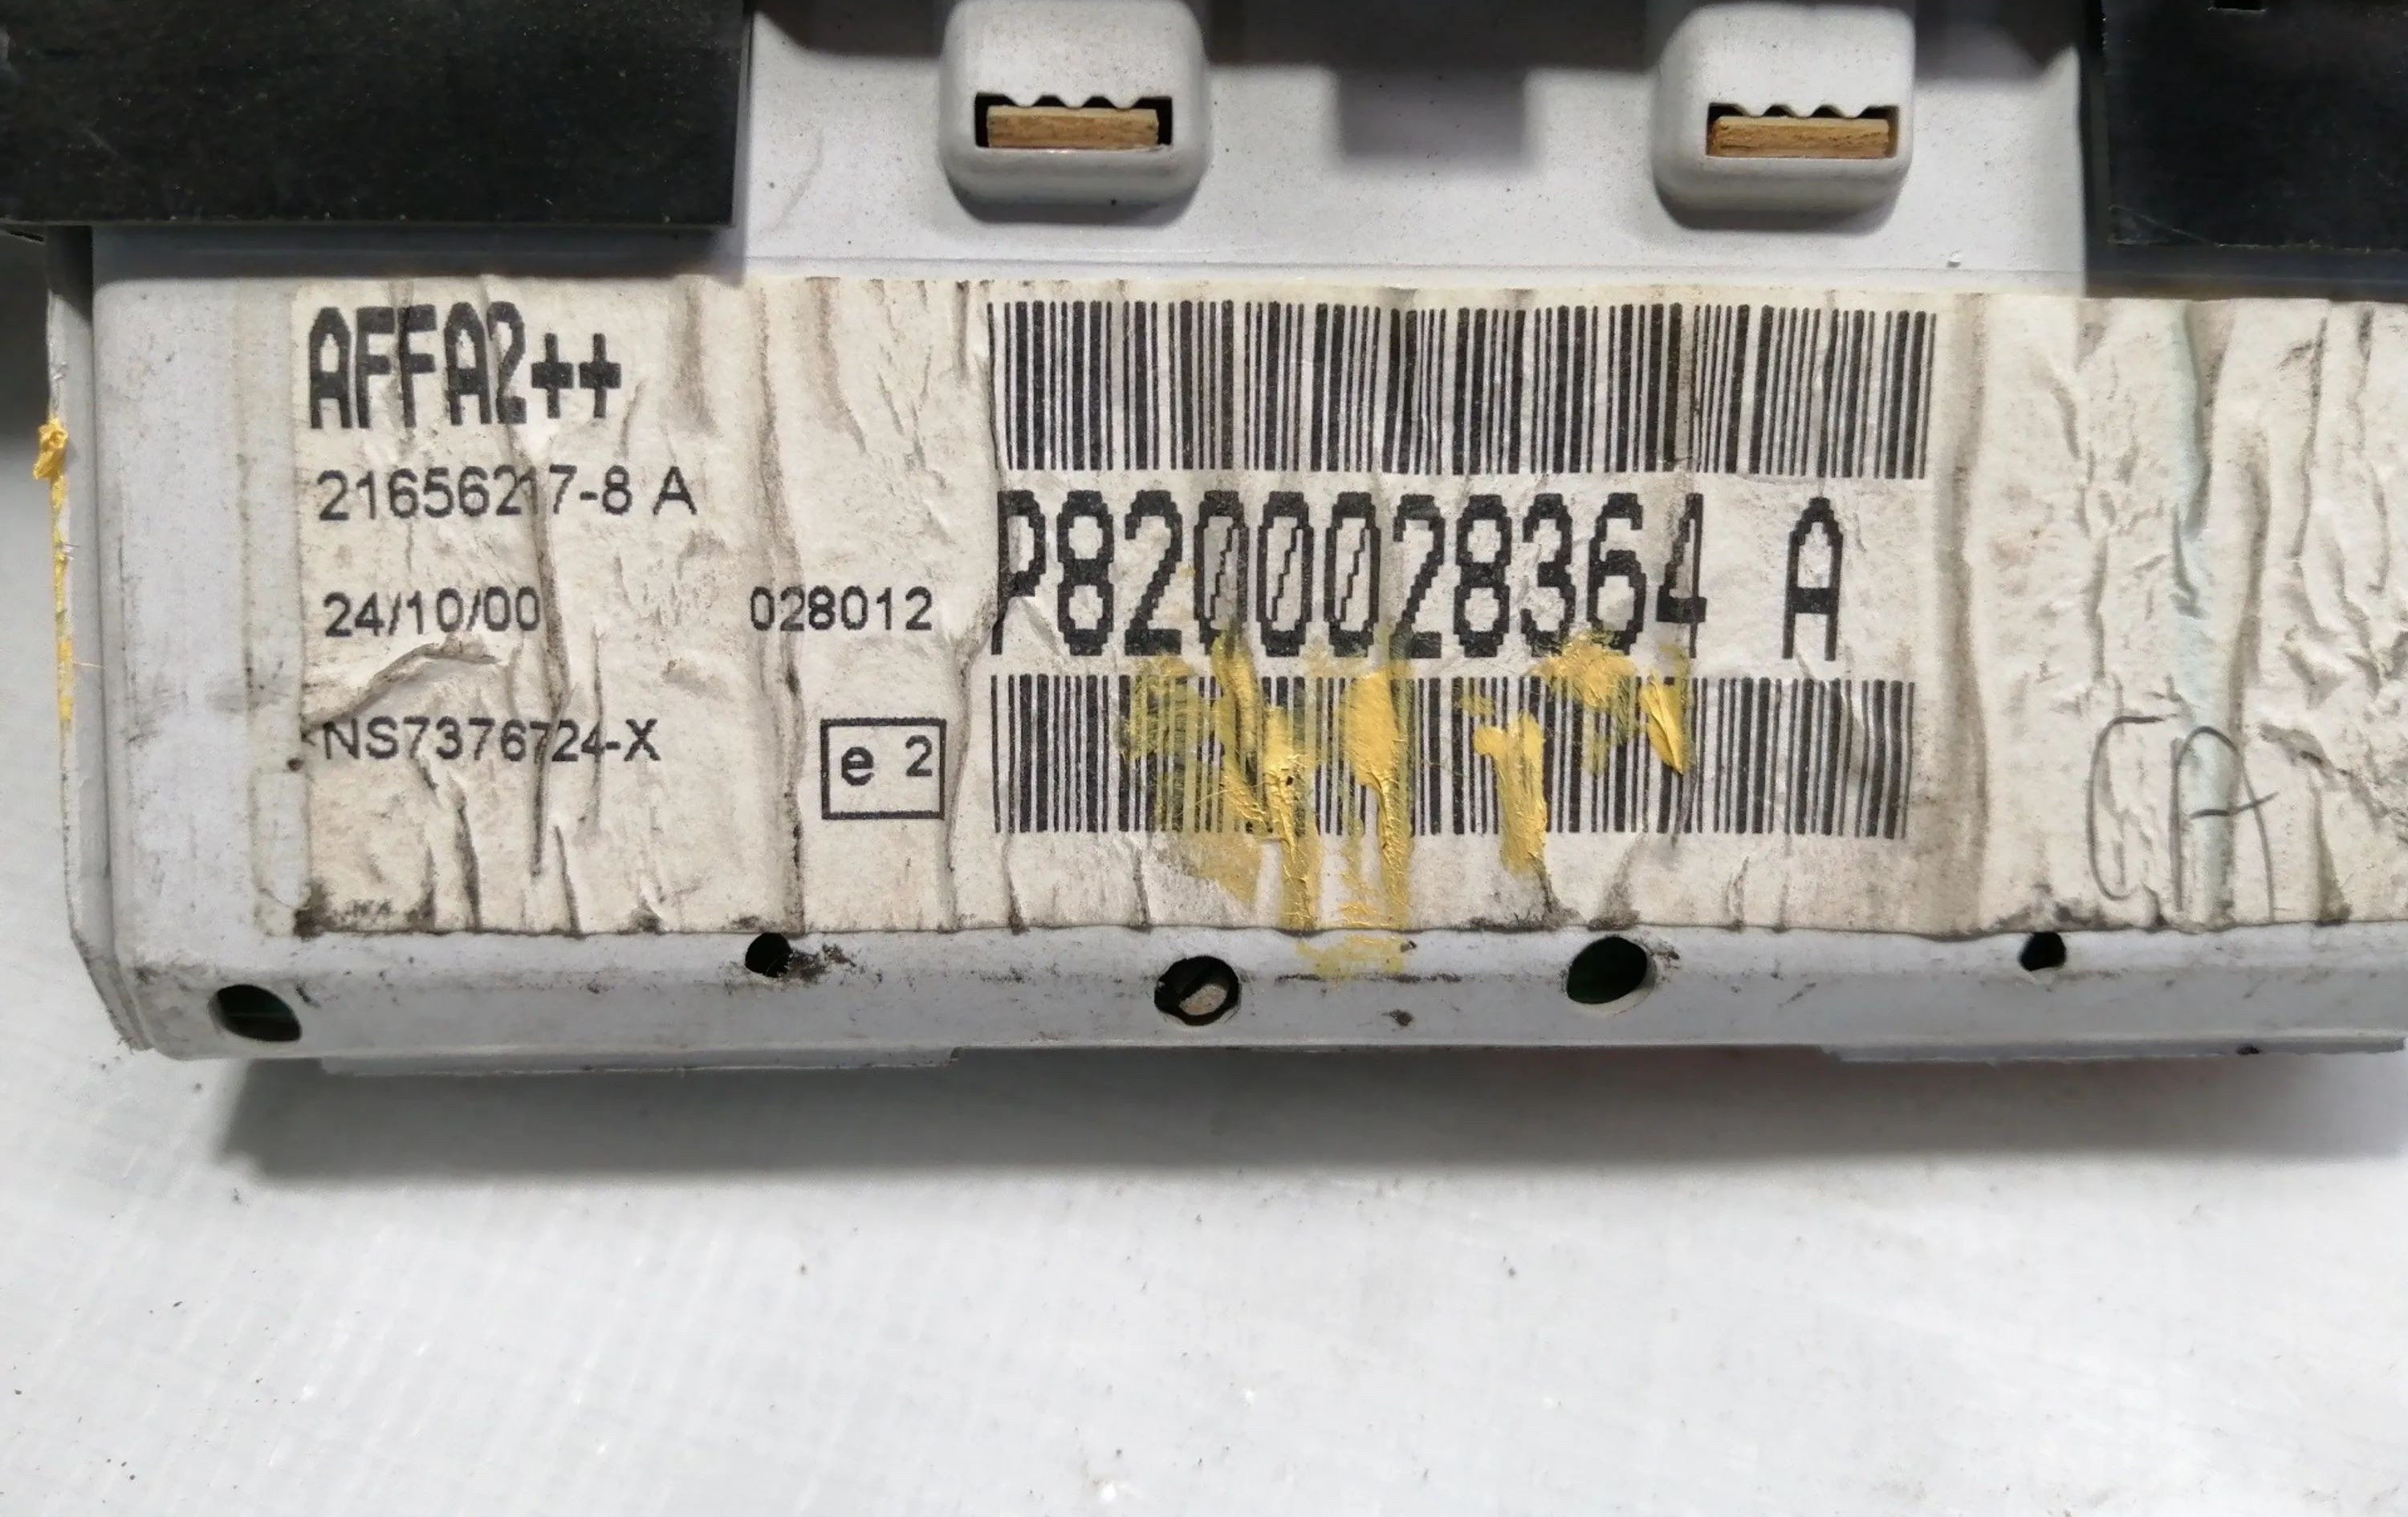 AFFA2++
21656217-8 A
24/10/00 028012
NS7376724-X
e 2
P8200028364 A